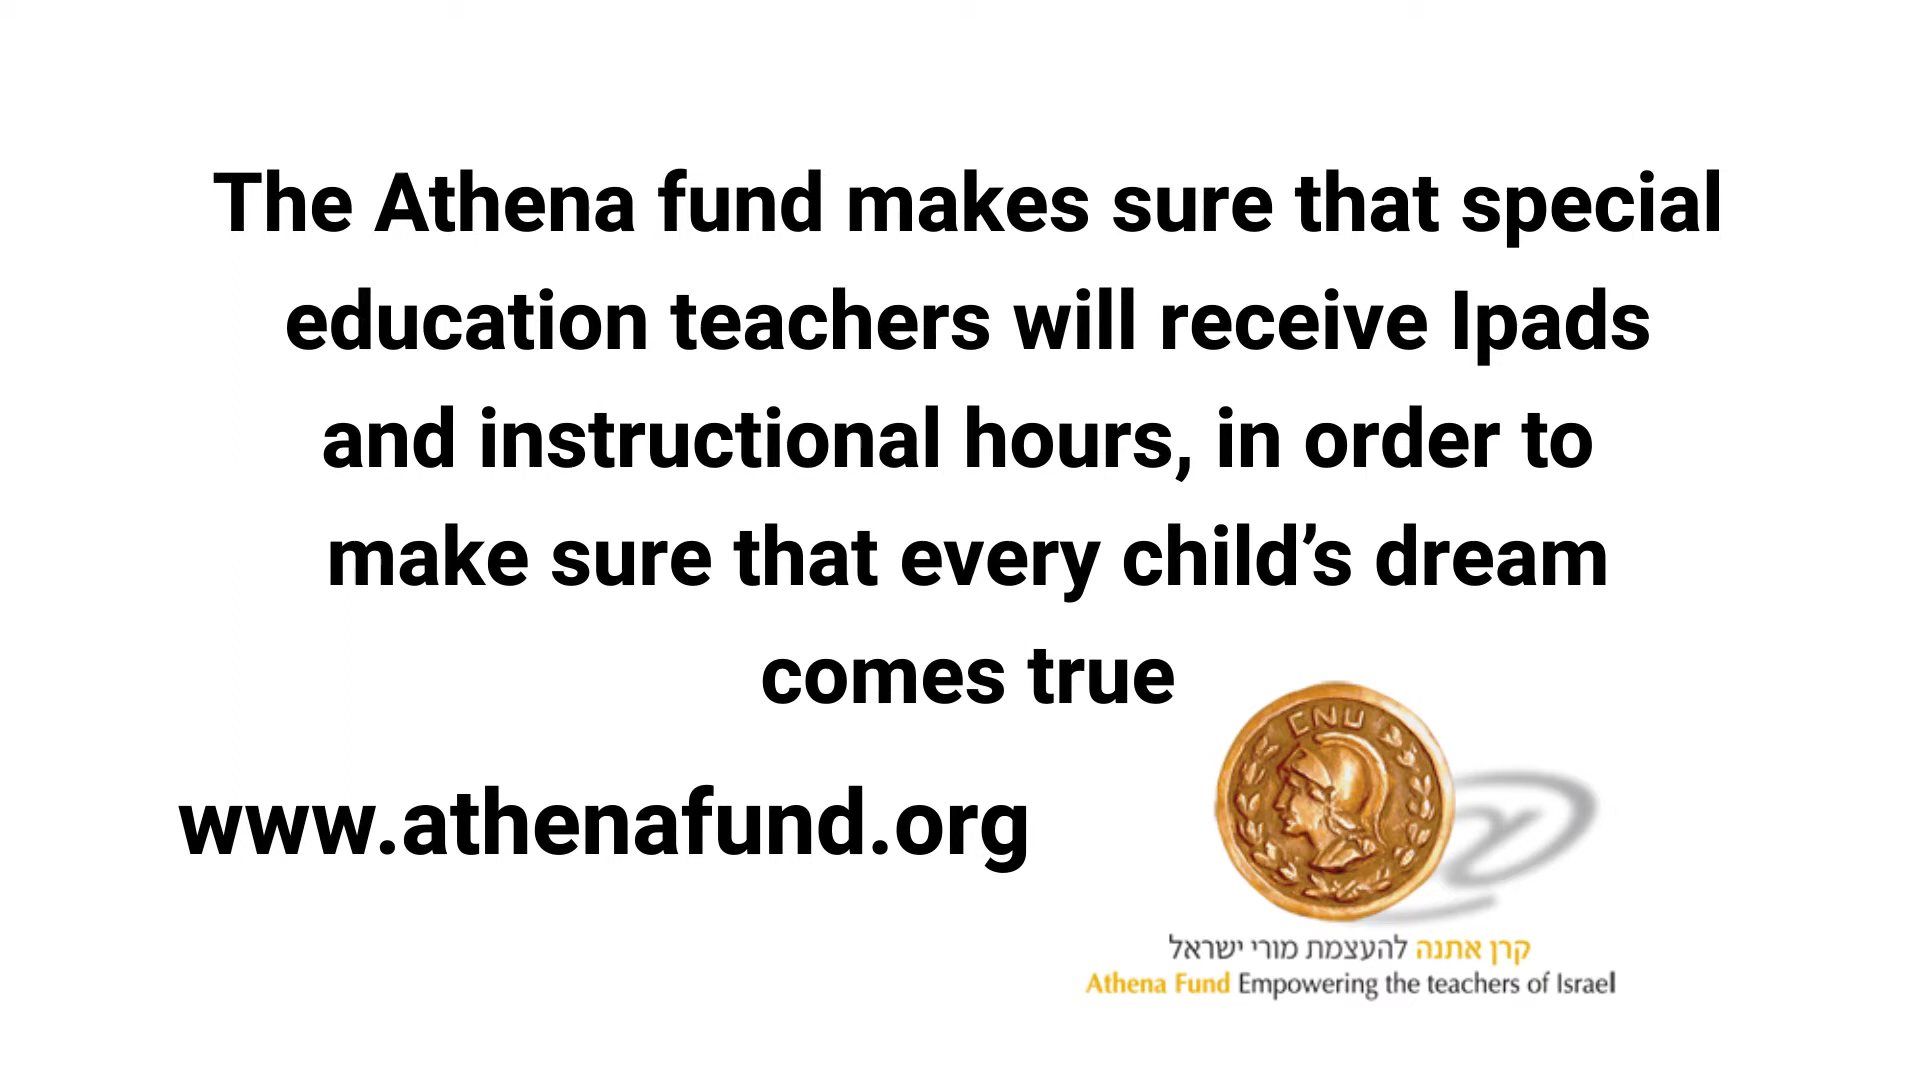 The Athena fund makes sure that special
education teachers will receive Ipads
and instructional hours, in order to
make sure that every child’s dream
comes true
www.athenafund.org
קרן אתנה להעצמת מורי ישראל
Athena Fund Empowering the teachers of Israel